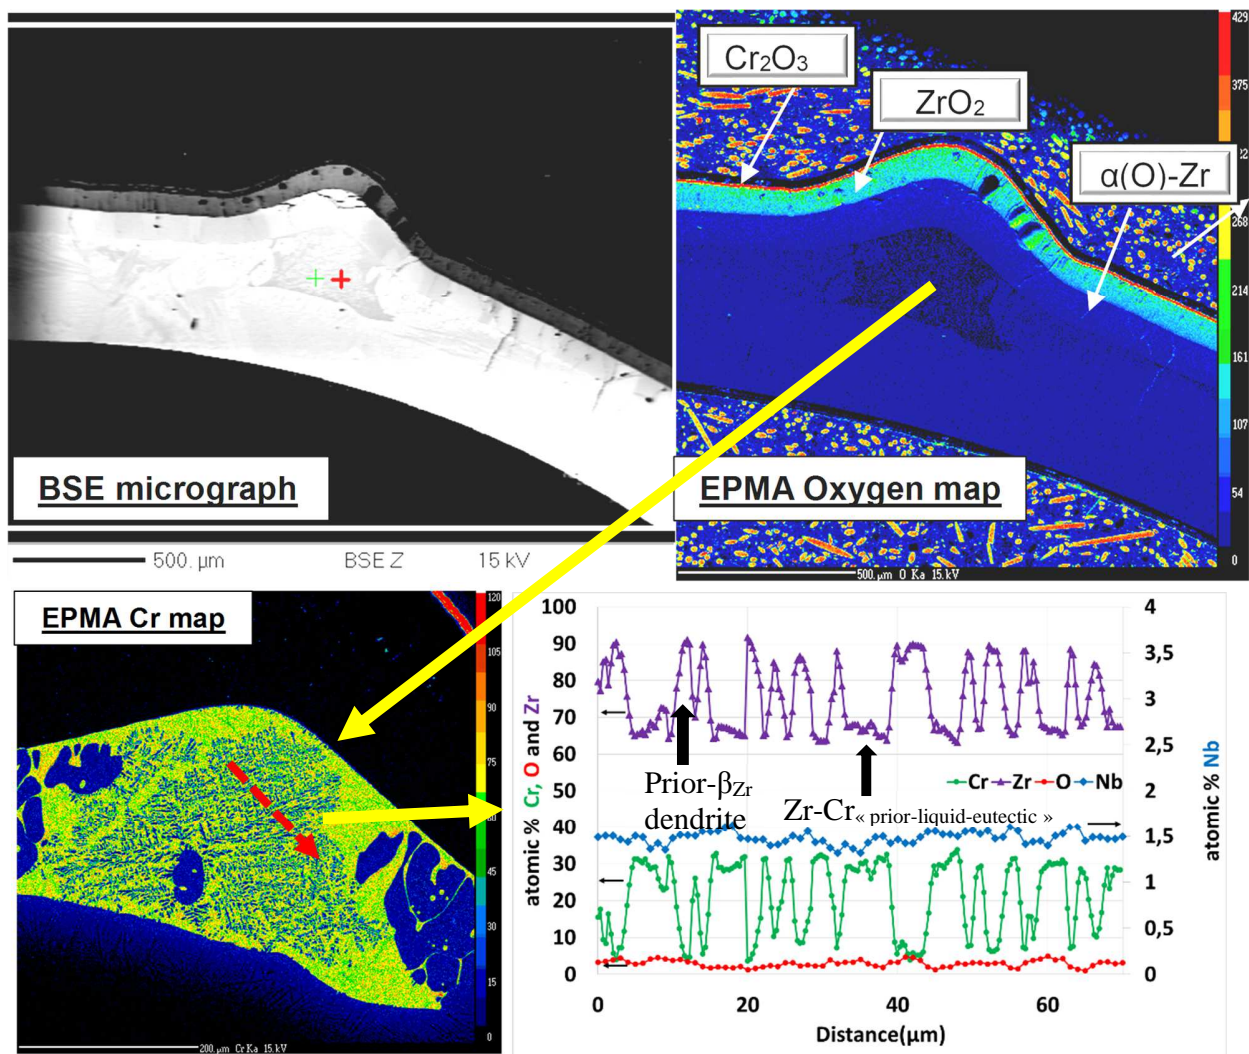 Cr₂O₃
ZrO₂
α(O)-Zr
429
375
322
268
214
161
107
54
0
BSE micrograph
EPMA Oxygen map
500. µm BSE Z 15 kV
500. µm O Ka 15.kV
EPMA Cr map
120
105
90
75
60
45
30
15
0
200. µm Cr Ka 15.kV
atomic % Cr, O and Zr
100
90
80
70
60
50
40
30
20
10
0
4
3,5
3
2,5
2
1,5
1
0,5
0
atomic % Nb
Prior-βZr
dendrite
Zr-Cr« prior-liquid-eutectic »
Cr Zr O Nb
0 20 40 60
Distance(µm)